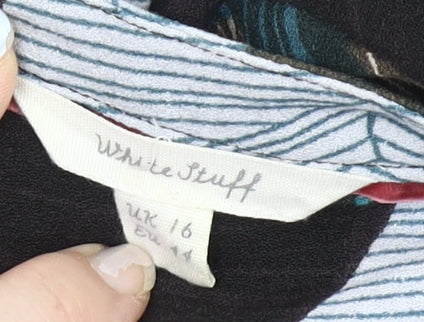 White Stuff
UK 16
EU 44